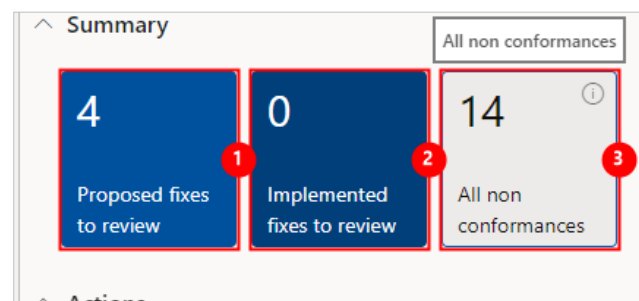 Summary
All non conformances
4
Proposed fixes
to review
1
0
Implemented
fixes to review
2
14
All non
conformances
3
Actions